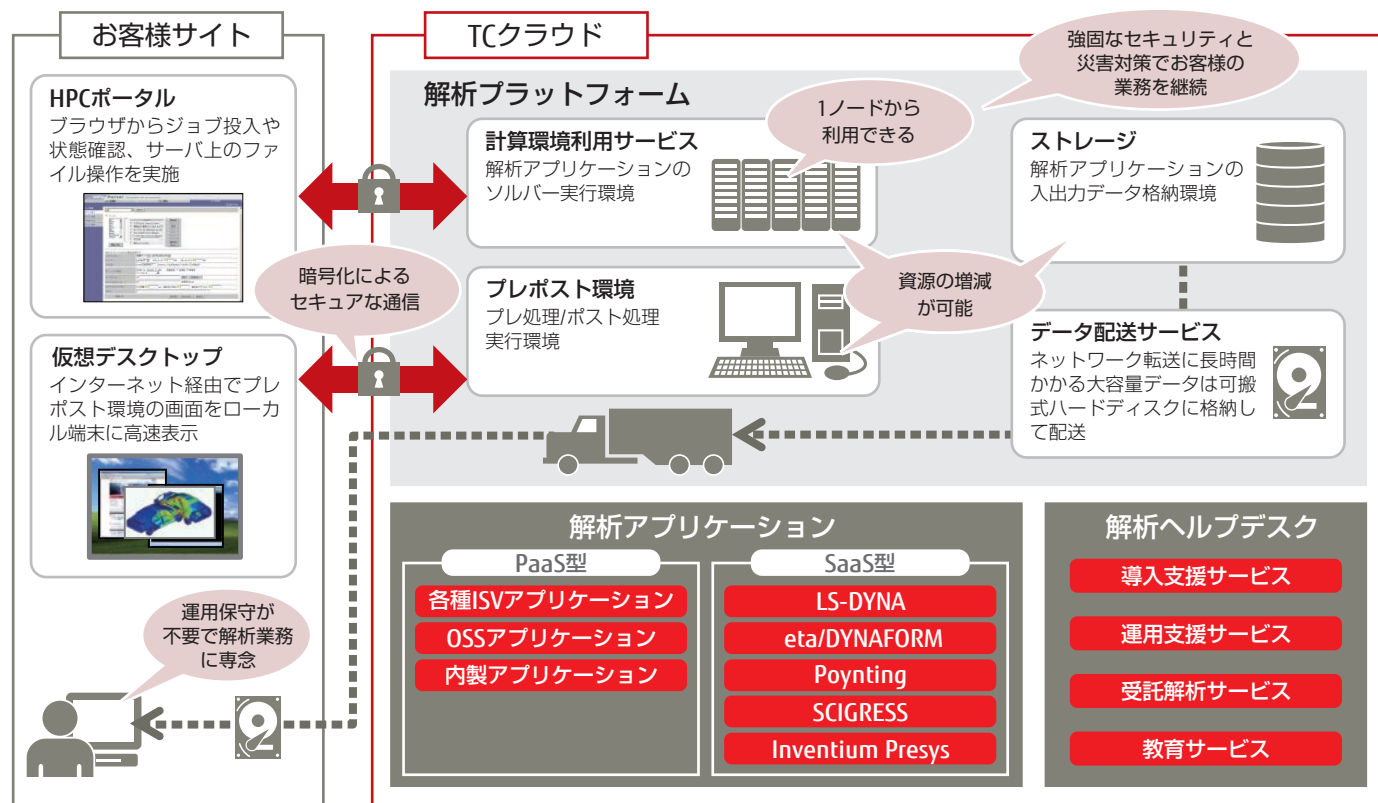 お客様サイト
HPCポータル
ブラウザからジョブ投入や
状態確認、サーバ上のファ
イル操作を実施
暗号化による
セキュアな通信
仮想デスクトップ
インターネット経由でプレ
ポスト環境の画面をローカ
ル端末に高速表示
運用保守が
不要で解析業務
に専念
TCクラウド
強固なセキュリティと
災害対策でお客様の
業務を継続
解析プラットフォーム
1ノードから
利用できる
計算環境利用サービス
解析アプリケーションの
ソルバー実行環境
ストレージ
解析アプリケーションの
入出力データ格納環境
資源の増減
が可能
プレポスト環境
プレ処理/ポスト処理
実行環境
データ配送サービス
ネットワーク転送に長時間
かかる大容量データは可搬
式ハードディスクに格納し
て配送
解析アプリケーション
PaaS型
各種ISVアプリケーション
OSSアプリケーション
内製アプリケーション
SaaS型
LS-DYNA
eta/DYNAFORM
Poynting
SCIGRESS
Inventium Presys
解析ヘルプデスク
導入支援サービス
運用支援サービス
受託解析サービス
教育サービス